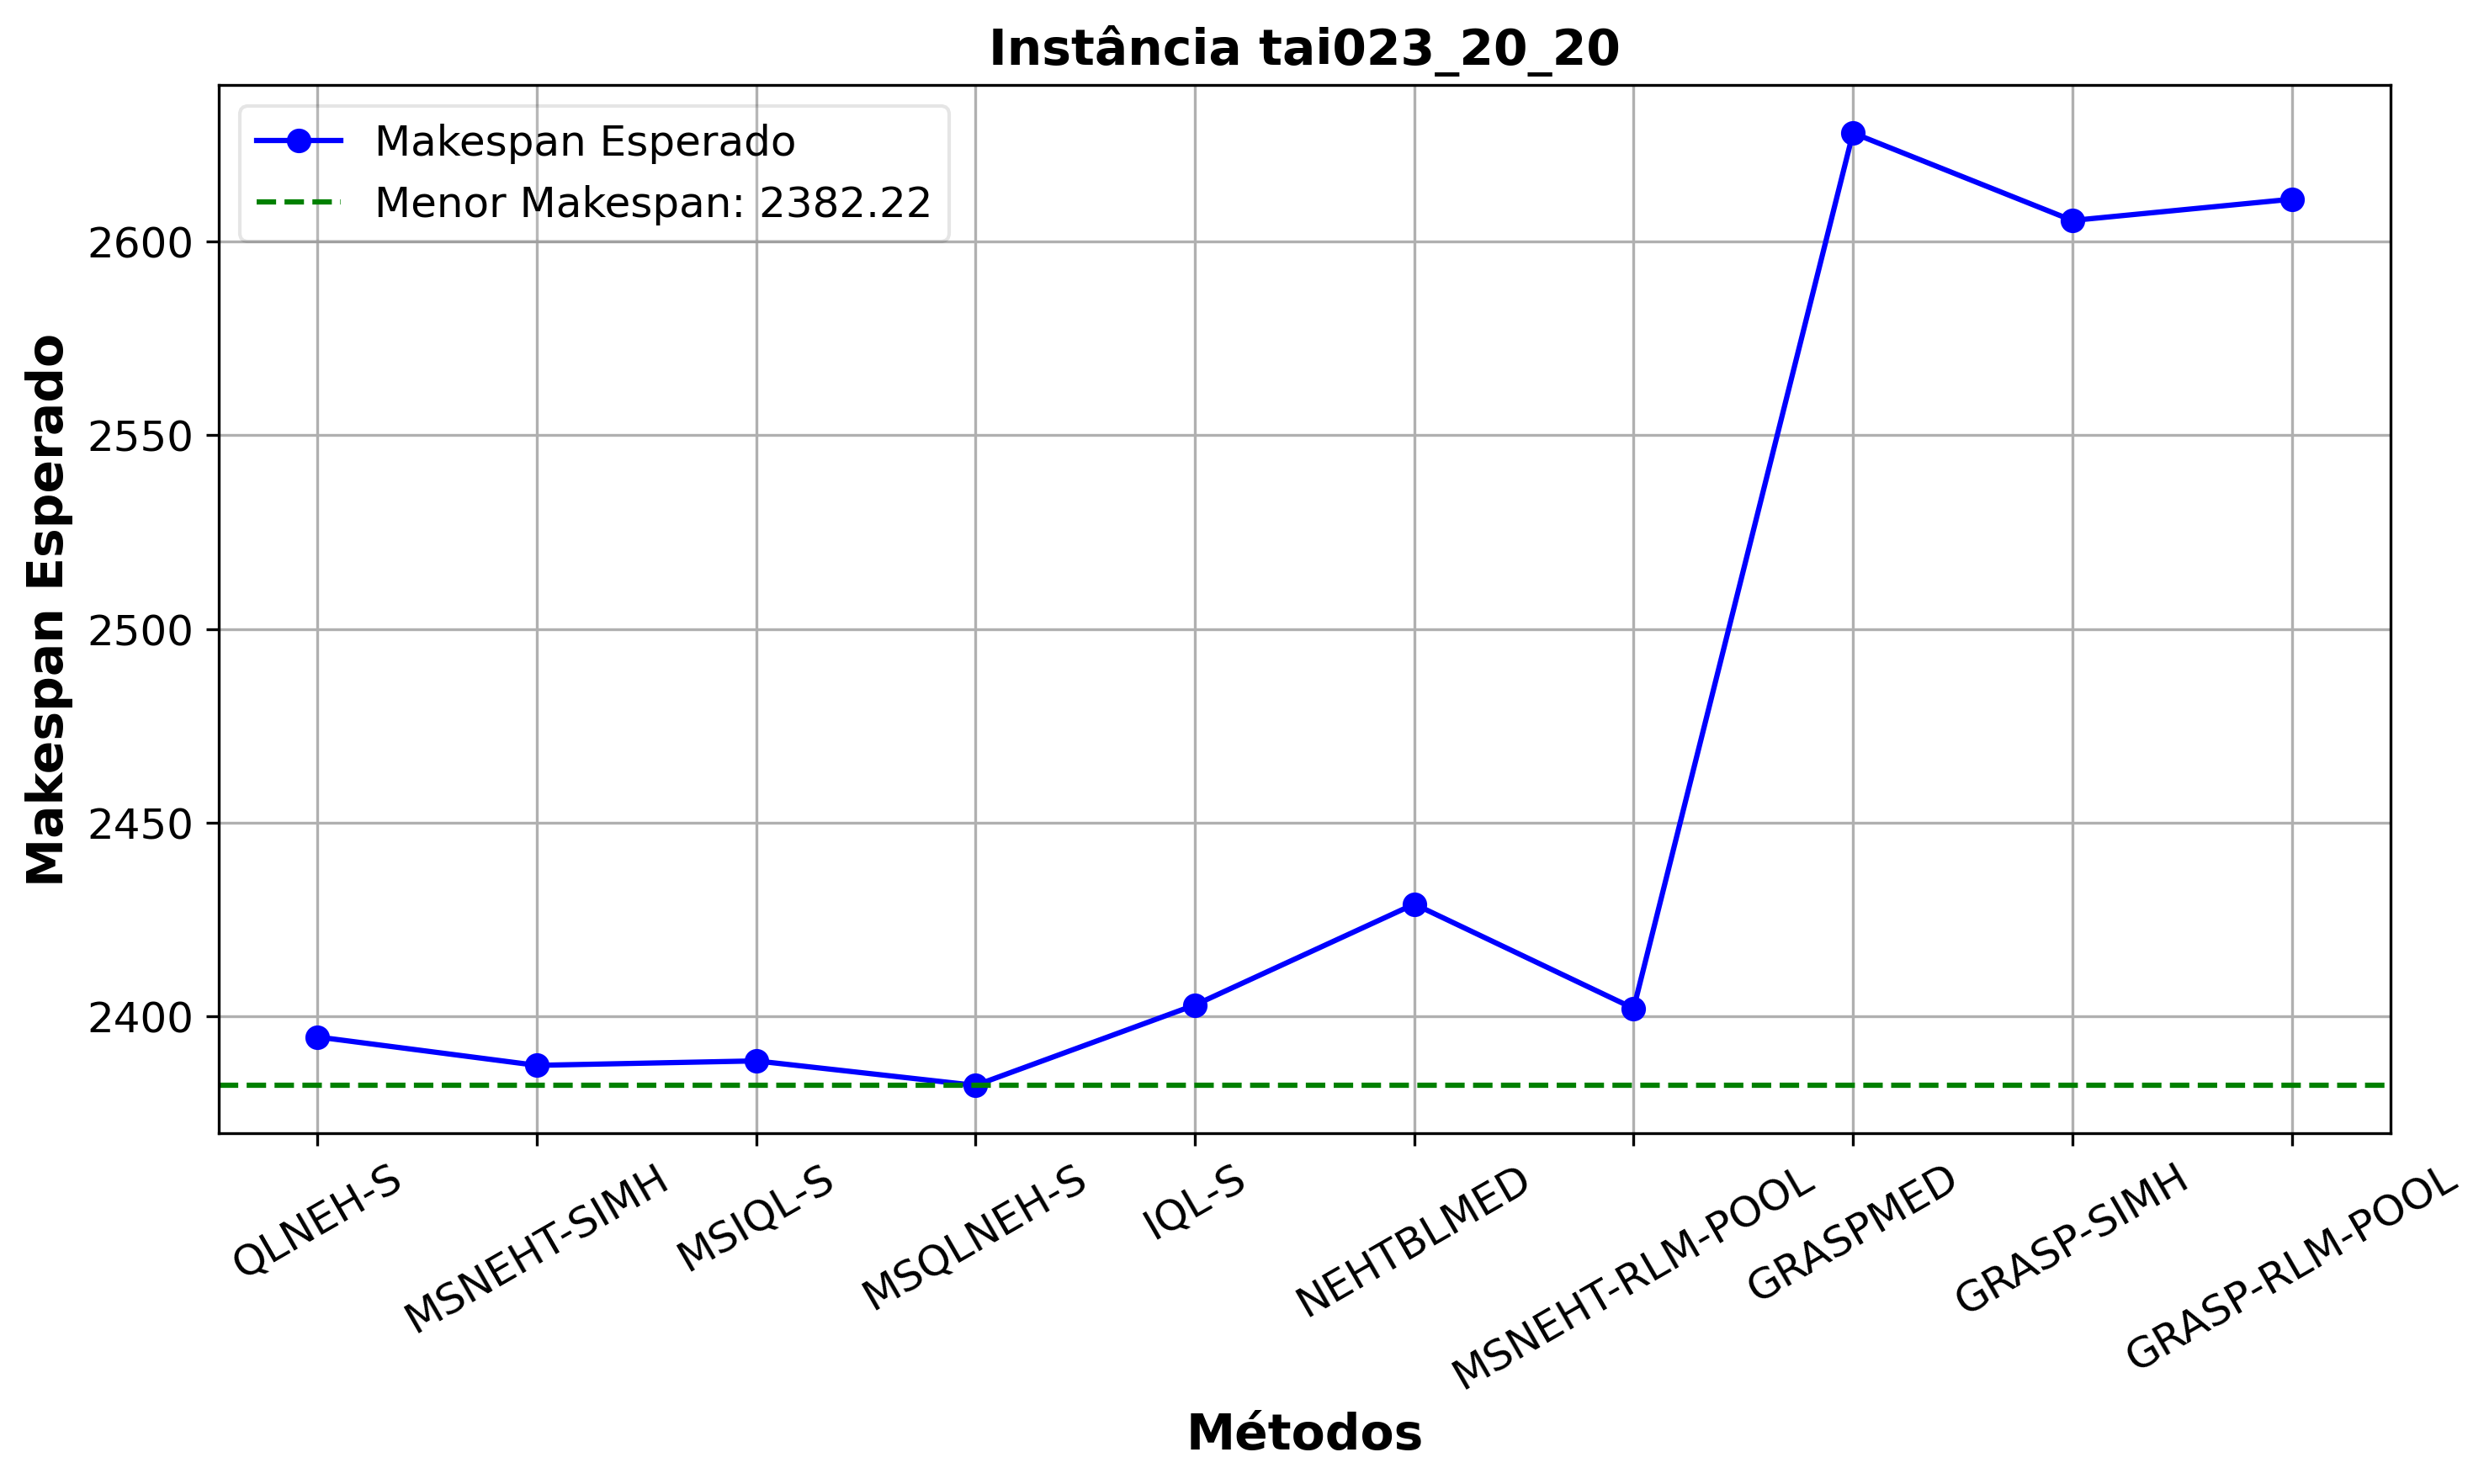 Instância tai023_20_20
Makespan Esperado
Menor Makespan: 2382.22
Makespan Esperado
2600
2550
2500
2450
2400
QLNEH-S
MSNEHT-SIMH
MSIQL-S
MSQLNEH-S
IQL-S
NEHTBLMED
MSNEHT-RLM-POOL
GRASPMED
GRASP-SIMH
GRASP-RLM-POOL
Métodos